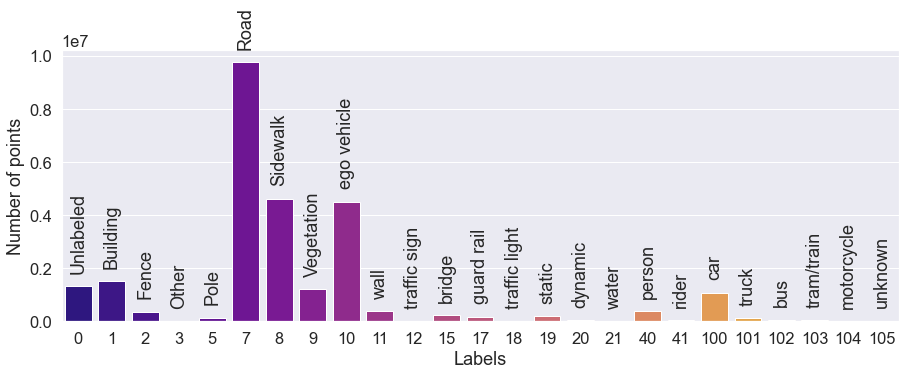 1e7
Number of points
1.0
0.8
0.6
0.4
0.2
0.0
Unlabeled
Building
Fence
Other
Pole
Road
Sidewalk
Vegetation
ego vehicle
wall
traffic sign
bridge
guard rail
traffic light
static
dynamic
water
person
rider
car
truck
bus
tram/train
motorcycle
unknown
0 1 2 3 5 7 8 9 10 11 12 15 17 18 19 20 21 40 41 100 101 102 103 104 105
Labels